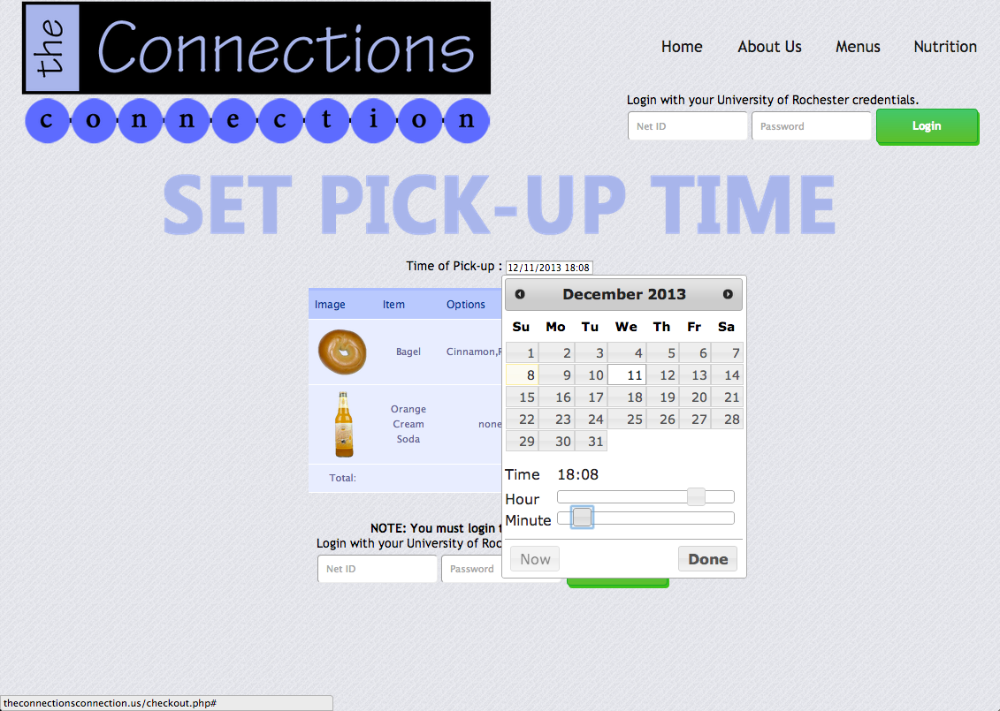 the Connections
connection
Home About Us Menus Nutrition
Login with your University of Rochester credentials.
Net ID Password Login
SET PICK-UP TIME
Time of Pick-up : 12/11/2013 18:08
Image Item Options
Bagel Cinnamon,
Orange
Cream
Soda
none
Total:
December 2013
Su Mo Tu We Th Fr Sa
1 2 3 4 5 6 7
8 9 10 11 12 13 14
15 16 17 18 19 20 21
22 23 24 25 26 27 28
29 30 31
Time 18:08
Hour
Minute
Now Done
NOTE: You must login
Login with your University of
Net ID Password
theconnectionsconnection.us/checkout.php#